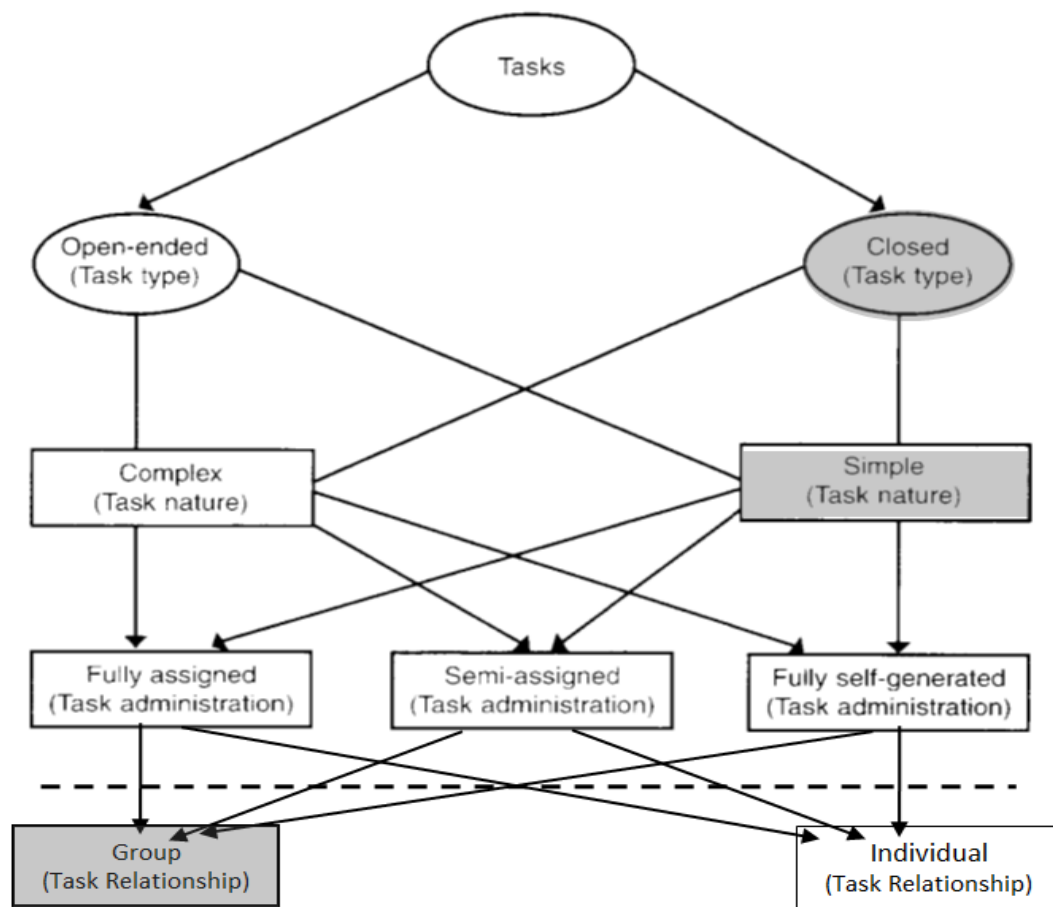 Tasks
Open-ended
(Task type)
Closed
(Task type)
Complex
(Task nature)
Simple
(Task nature)
Fully assigned
(Task administration)
Semi-assigned
(Task administration)
Fully self-generated
(Task administration)
Group
(Task Relationship)
Individual
(Task Relationship)